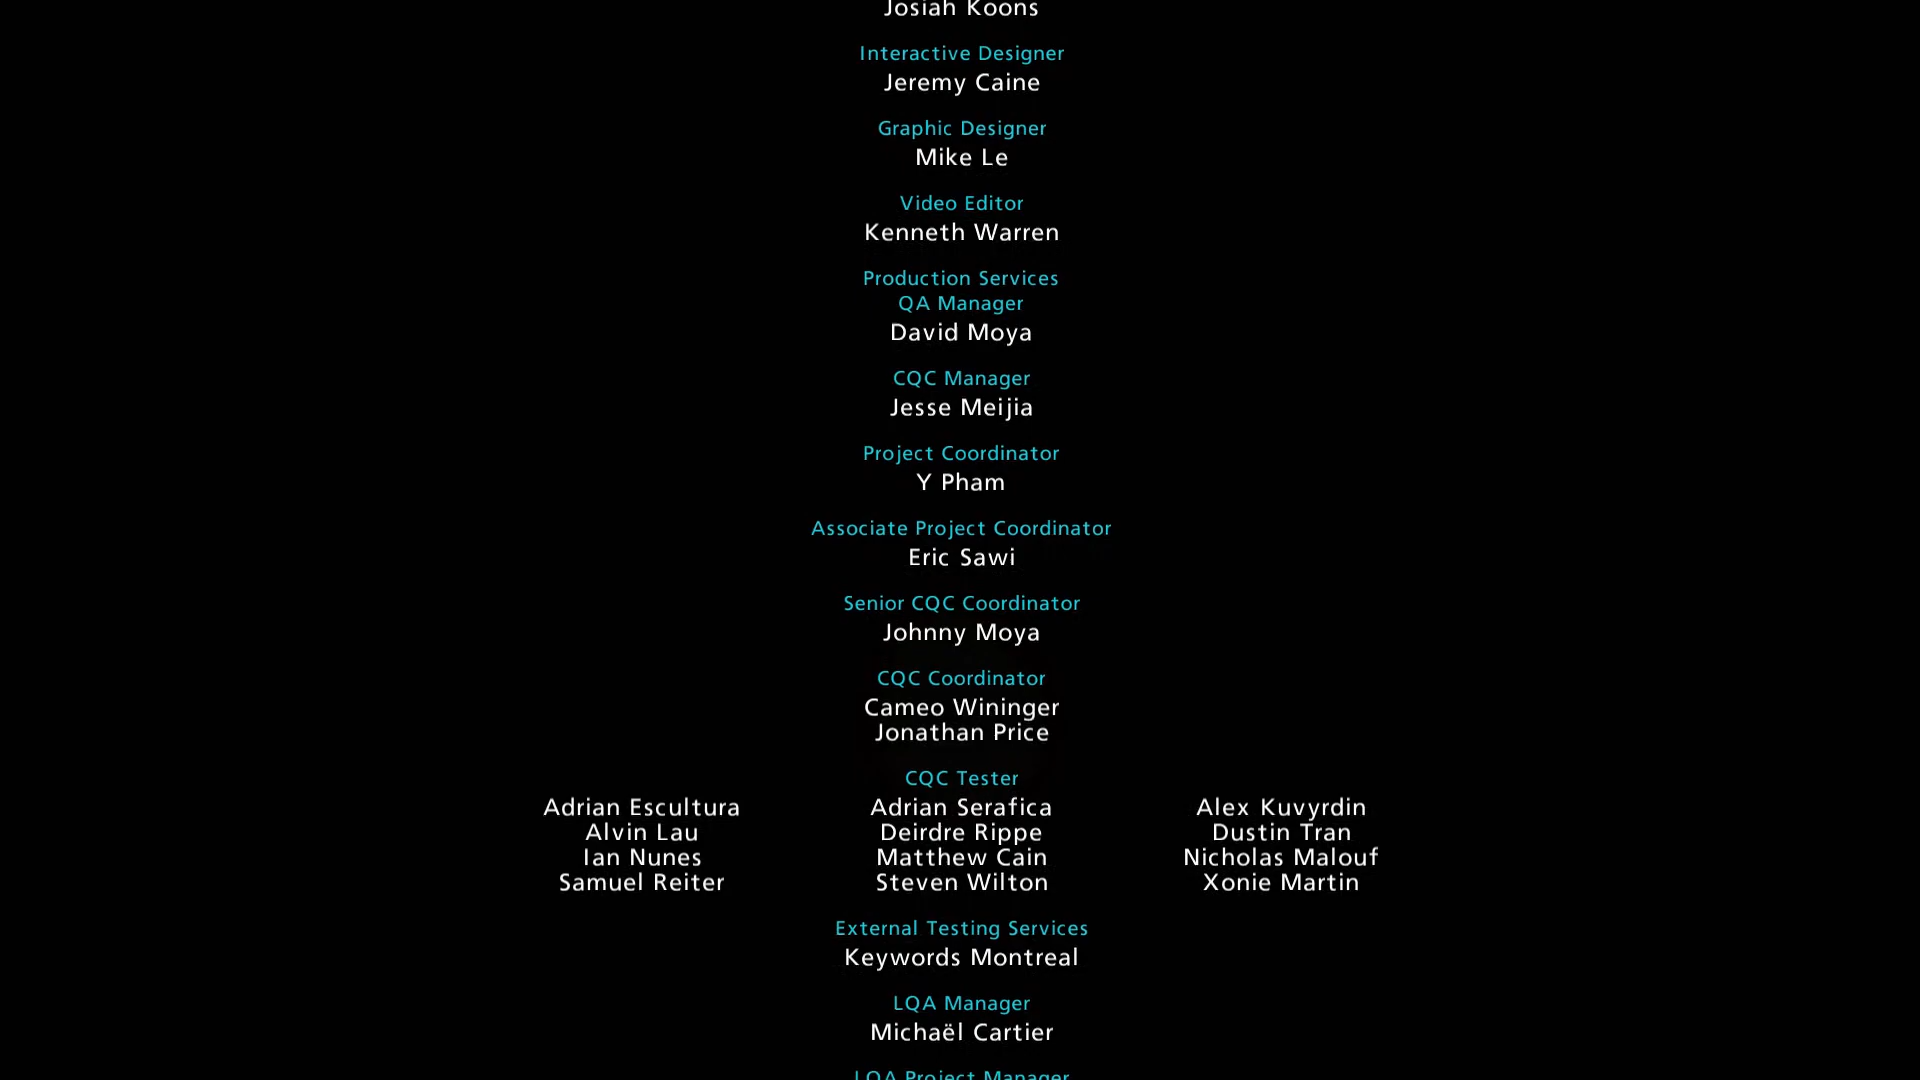 Josiah Koons
Interactive Designer
Jeremy Caine
Graphic Designer
Mike Le
Video Editor
Kenneth Warren
Production Services
QA Manager
David Moya
CQC Manager
Jesse Meijia
Project Coordinator
Y Pham
Associate Project Coordinator
Eric Sawi
Senior CQC Coordinator
Johnny Moya
CQC Coordinator
Cameo Wininger
Jonathan Price
CQC Tester
Adrian Escultura Adrian Serafica Alex Kuvyrdin
Alvin Lau Deirdre Rippe Dustin Tran
Ian Nunes Matthew Cain Nicholas Malouf
Samuel Reiter Steven Wilton Xonie Martin
External Testing Services
Keywords Montreal
LQA Manager
Michaël Cartier
LQA Project Manager